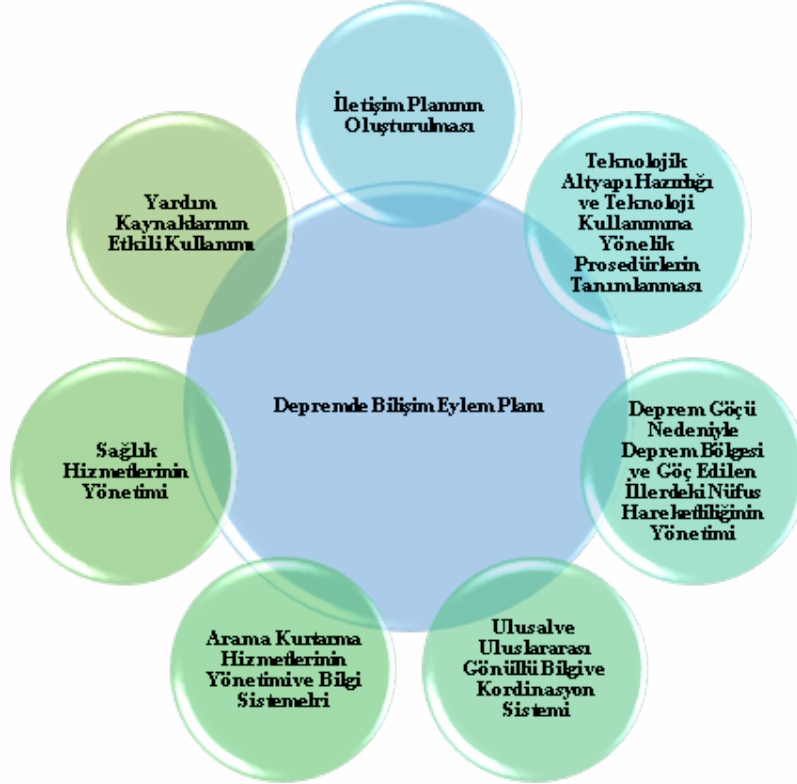 İletişim Planının
Oluşturulması
Teknolojik
Altyapı Hazırlığı
ve Teknoloji
Kullanımına
Yönelik
Prosedürlerin
Tanımlanması
Deprem Göçü
Nedeniyle
Deprem Bölgesi
ve Göç Edilen
İllerdeki Nüfus
Hareketliliğinin
Yönetimi
Ulusal ve
Uluslararası
Gönüllü Bilgi ve
Kordinasyon
Sistemi
Arama Kurtarma
Hizmetlerinin
Yönetimi ve Bilgi
Sistemelri
Sağlık
Hizmetlerinin
Yönetimi
Yardım
Kaynaklarının
Etkili Kullanımı
Depremde Bilişim Eylem Planı